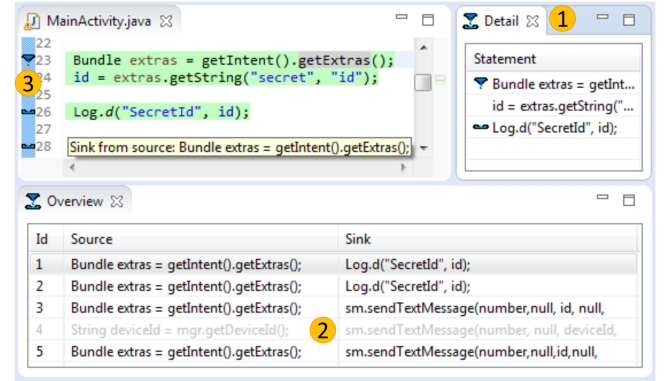 MainActivity.java
22
23 Bundle extras = getIntent().getExtras();
24 id = extras.getString("secret", "id");
3
25
26 Log.d("SecretId", id);
27
28 Sink from source: Bundle extras = getIntent().getExtras();
Detail 1
Statement
Bundle extras = getInt...
id = extras.getString("...
Log.d("SecretId", id);
Overview
Id Source Sink
1 Bundle extras = getIntent().getExtras(); Log.d("SecretId", id);
2 Bundle extras = getIntent().getExtras(); Log.d("SecretId", id);
3 Bundle extras = getIntent().getExtras(); sm.sendTextMessage(number,null, id, null,
4 String deviceId = mgr.getDeviceId(); 2 sm.sendTextMessage(number, null, deviceId,
5 Bundle extras = getIntent().getExtras(); sm.sendTextMessage(number,null,id,null,